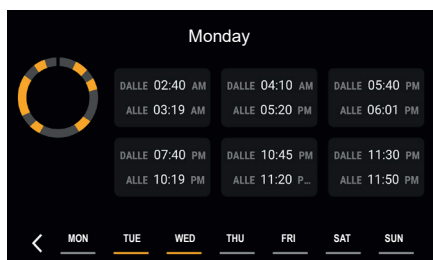 Monday
DALLE 02:40 AM
ALLE 03:19 AM
DALLE 04:10 AM
ALLE 05:20 PM
DALLE 05:40 PM
ALLE 06:01 PM
DALLE 07:40 PM
ALLE 10:19 PM
DALLE 10:45 PM
ALLE 11:20 P...
DALLE 11:30 PM
ALLE 11:50 PM
MON TUE WED THU FRI SAT SUN